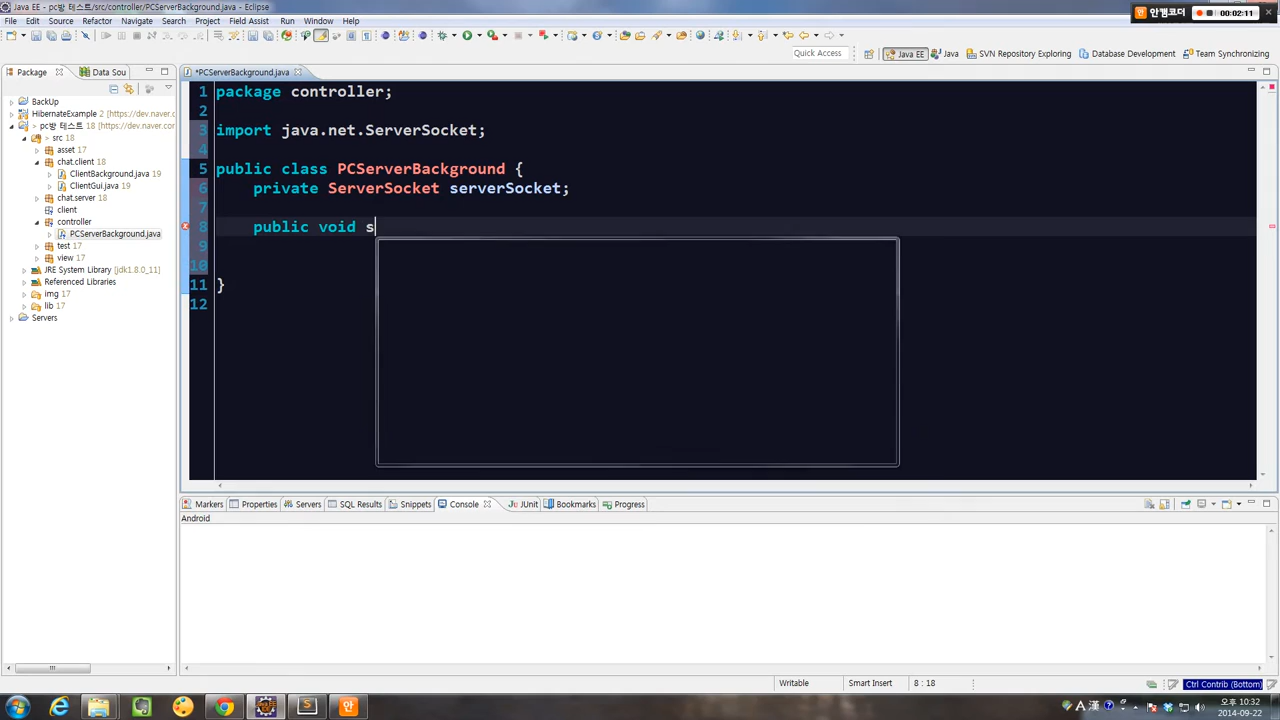 Java EE - pc방 테스트/src/controller/PCServerBackground.java - Eclipse
안캠코더
00:02:11
File Edit Source Refactor Navigate Search Project Field Assist Run Window Help
Quick Access
Java EE
Java
SVN Repository Exploring
Database Development
Team Synchronizing
Package
Data Sou
*PCServerBackground.java
BackUp
HibernateExample 2 [https://dev.naver.com
pc방 테스트 18 [https://dev.naver.com
src 18
asset 17
chat.client 18
ClientBackground.java 19
ClientGui.java 19
chat.server 18
client
controller
PCServerBackground.java
test 17
view 17
JRE System Library [jdk1.8.0_11]
Referenced Libraries
img 17
lib 17
Servers
1 package controller;
2
3 import java.net.ServerSocket;
4
5 public class PCServerBackground {
6 private ServerSocket serverSocket;
7
8 public void s
9
10
11 }
12
Markers Properties Servers SQL Results Snippets Console JUnit Bookmarks Progress
Android
Writable
Smart Insert
8 : 18
Ctrl Contrib (Bottom)
안
A 漢
오후 10:32
2014-09-22